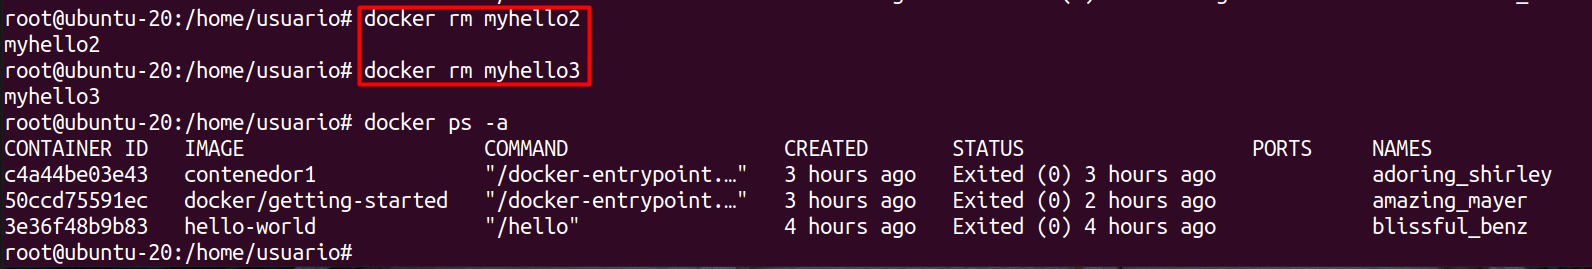 root@ubuntu-20:/home/usuario# docker rm myhello2
myhello2
root@ubuntu-20:/home/usuario# docker rm myhello3
myhello3
root@ubuntu-20:/home/usuario# docker ps -a
CONTAINER ID   IMAGE                    COMMAND                  CREATED       STATUS                   PORTS     NAMES
c4a44be03e43   contenedor1              "/docker-entrypoint.…"   3 hours ago   Exited (0) 3 hours ago             adoring_shirley
50ccd75591ec   docker/getting-started   "/docker-entrypoint.…"   3 hours ago   Exited (0) 2 hours ago             amazing_mayer
3e36f48b9b83   hello-world              "/hello"                 4 hours ago   Exited (0) 4 hours ago             blissful_benz
root@ubuntu-20:/home/usuario#